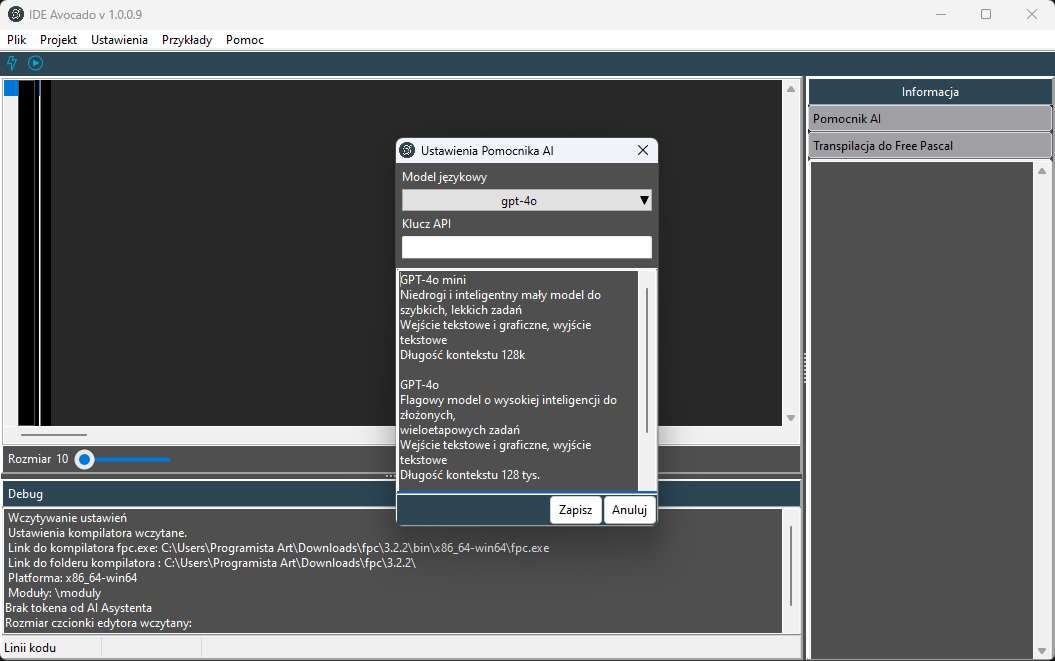 IDE Avocado v 1.0.0.9
Plik Projekt Ustawienia Przykłady Pomoc
Informacja
Pomocnik AI
Transpilacja do Free Pascal
Ustawienia Pomocnika AI
Model językowy
gpt-4o
Klucz API
GPT-4o mini
Niedrogi i inteligentny mały model do
szybkich, lekkich zadań
Wejście tekstowe i graficzne, wyjście
tekstowe
Długość kontekstu 128k
GPT-4o
Flagowy model o wysokiej inteligencji do
złożonych,
wieloetapowych zadań
Wejście tekstowe i graficzne, wyjście
tekstowe
Długość kontekstu 128 tys.
Zapisz Anuluj
Rozmiar 10
Debug
Wczytywanie ustawień
Ustawienia kompilatora wczytane.
Link do kompilatora fpc.exe: C:\Users\Programista Art\Downloads\fpc\3.2.2\bin\x86_64-win64\fpc.exe
Link do folderu kompilatora : C:\Users\Programista Art\Downloads\fpc\3.2.2\
Platforma: x86_64-win64
Moduły: \moduly
Brak tokena od AI Asystenta
Rozmiar czcionki edytora wczytany:
Linii kodu